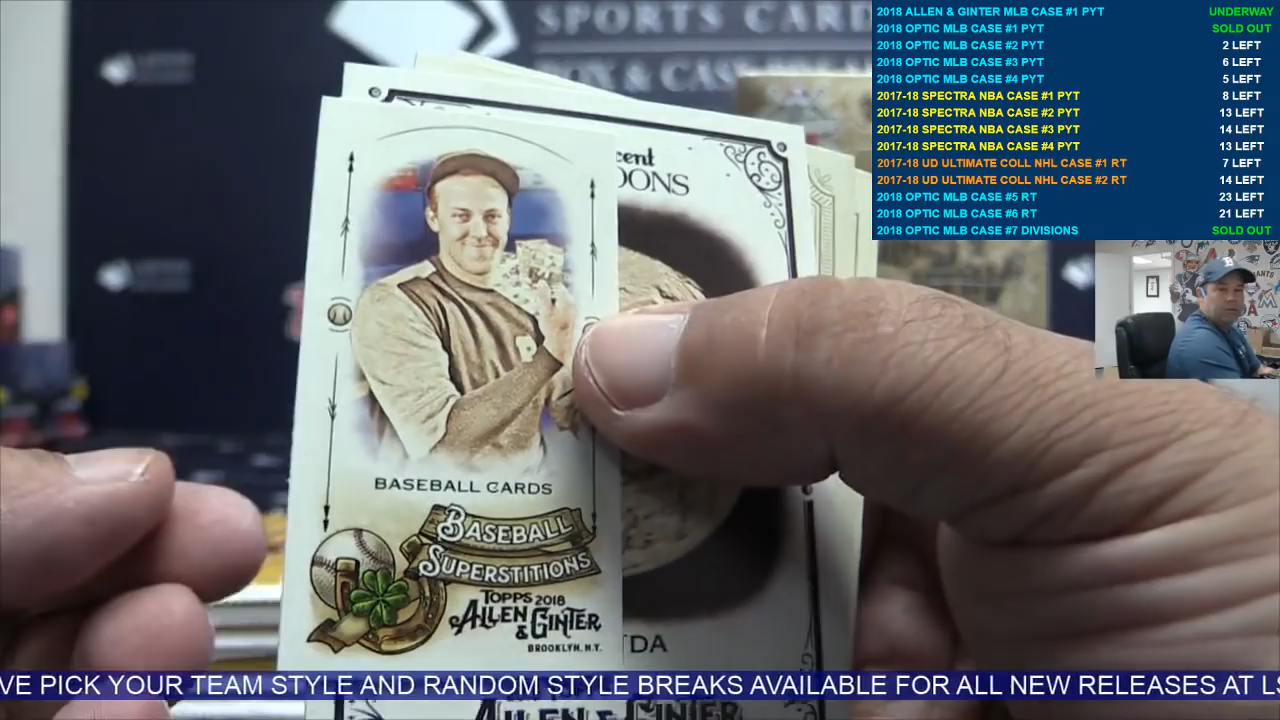 SPORTS CARD
2018 ALLEN & GINTER MLB CASE #1 PYT UNDERWAY
2018 OPTIC MLB CASE #1 PYT SOLD OUT
2018 OPTIC MLB CASE #2 PYT 2 LEFT
2018 OPTIC MLB CASE #3 PYT 6 LEFT
2018 OPTIC MLB CASE #4 PYT 5 LEFT
2017-18 SPECTRA NBA CASE #1 PYT 8 LEFT
2017-18 SPECTRA NBA CASE #2 PYT 13 LEFT
2017-18 SPECTRA NBA CASE #3 PYT 14 LEFT
2017-18 SPECTRA NBA CASE #4 PYT 13 LEFT
2017-18 UD ULTIMATE COLL NHL CASE #1 RT 7 LEFT
2017-18 UD ULTIMATE COLL NHL CASE #2 RT 14 LEFT
2018 OPTIC MLB CASE #5 RT 23 LEFT
2018 OPTIC MLB CASE #6 RT 21 LEFT
2018 OPTIC MLB CASE #7 DIVISIONS SOLD OUT
BASEBALL CARDS
BASEBALL
SUPERSTITIONS
TOPPS 2018
ALLEN
& GINTER
BROOKLYN, N.Y.
ALLEN & GINTER
VE PICK YOUR TEAM STYLE AND RANDOM STYLE BREAKS AVAILABLE FOR ALL NEW RELEASES AT LS